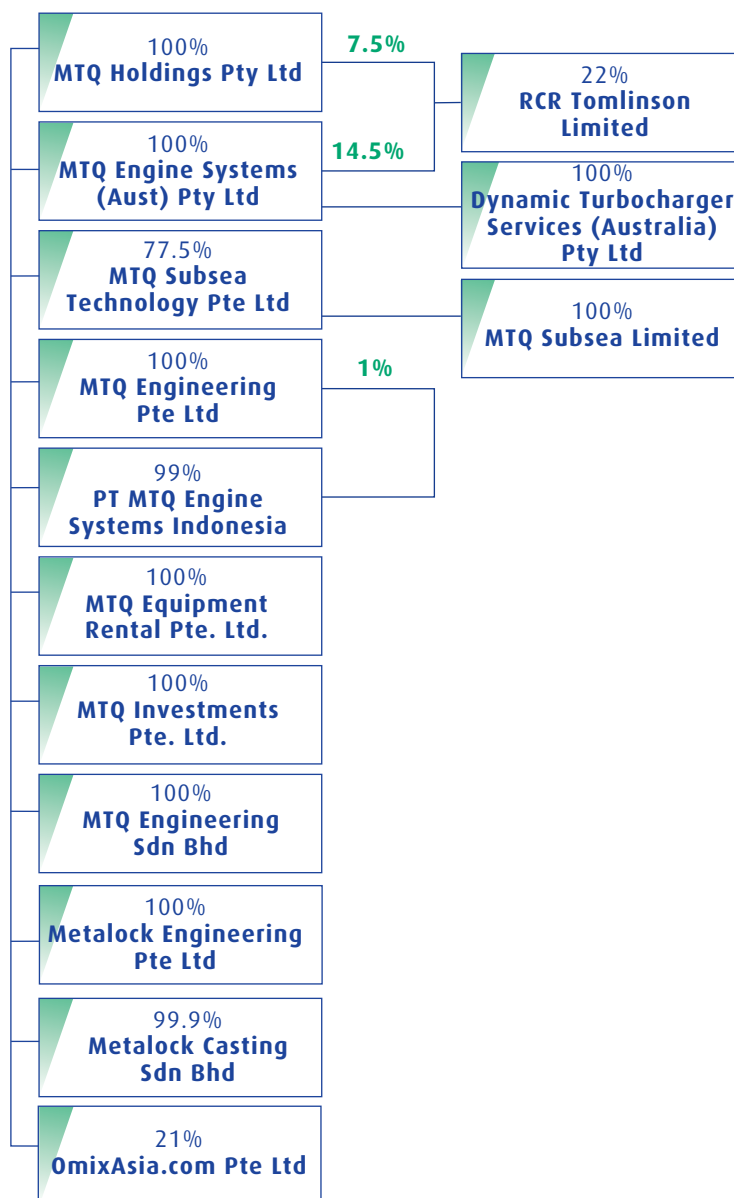 100%
MTQ Holdings Pty Ltd
7.5%
22%
RCR Tomlinson
Limited
100%
MTQ Engine Systems
(Aust) Pty Ltd
14.5%
100%
Dynamic Turbocharger
Services (Australia)
Pty Ltd
77.5%
MTQ Subsea
Technology Pte Ltd
100%
MTQ Subsea Limited
100%
MTQ Engineering
Pte Ltd
1%
99%
PT MTQ Engine
Systems Indonesia
100%
MTQ Equipment
Rental Pte. Ltd.
100%
MTQ Investments
Pte. Ltd.
100%
MTQ Engineering
Sdn Bhd
100%
Metalock Engineering
Pte Ltd
99.9%
Metalock Casting
Sdn Bhd
21%
OmixAsia.com Pte Ltd